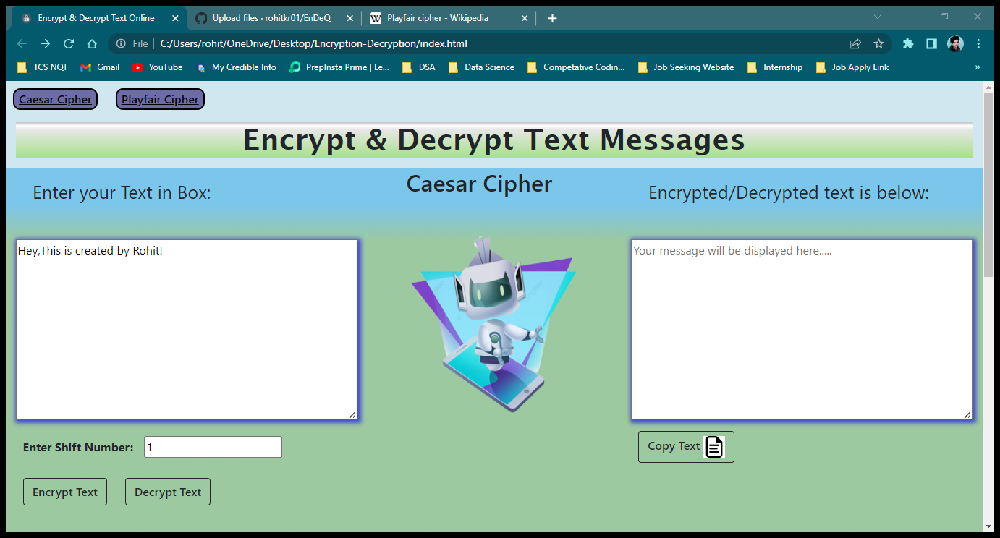 Encrypt & Decrypt Text Online
Upload files · rohitkr01/EnDeQ
Playfair cipher - Wikipedia
File C:/Users/rohit/OneDrive/Desktop/Encryption-Decryption/index.html
TCS NQT Gmail YouTube My Credible Info PrepInsta Prime | Le... DSA Data Science Competative Codin... Job Seeking Website Internship Job Apply Link »
Caesar Cipher Playfair Cipher
Encrypt & Decrypt Text Messages
Caesar Cipher
Enter your Text in Box:
Encrypted/Decrypted text is below:
Hey,This is created by Rohit!
Your message will be displayed here.....
Enter Shift Number: 1
Copy Text
Encrypt Text Decrypt Text